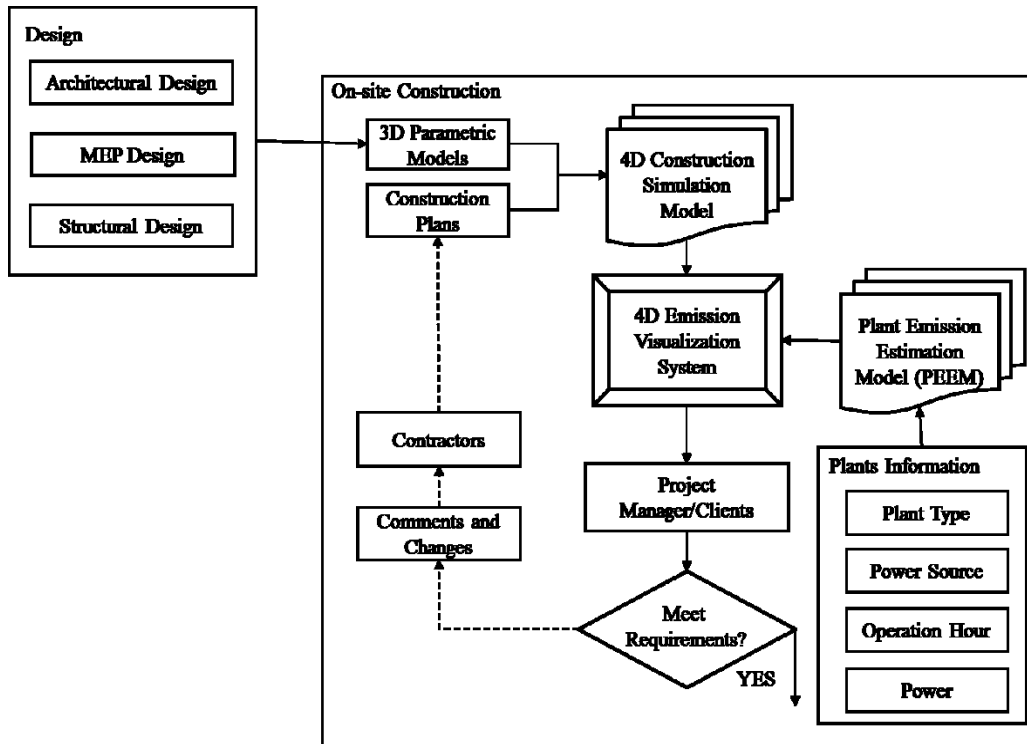 Design
Architectural Design
MEP Design
Structural Design
On-site Construction
3D Parametric
Models
Construction
Plans
4D Construction
Simulation
Model
4D Emission
Visualization
System
Plant Emission
Estimation
Model (PEEM)
Contractors
Comments and
Changes
Project
Manager/Clients
Meet
Requirements?
YES
Plants Information
Plant Type
Power Source
Operation Hour
Power